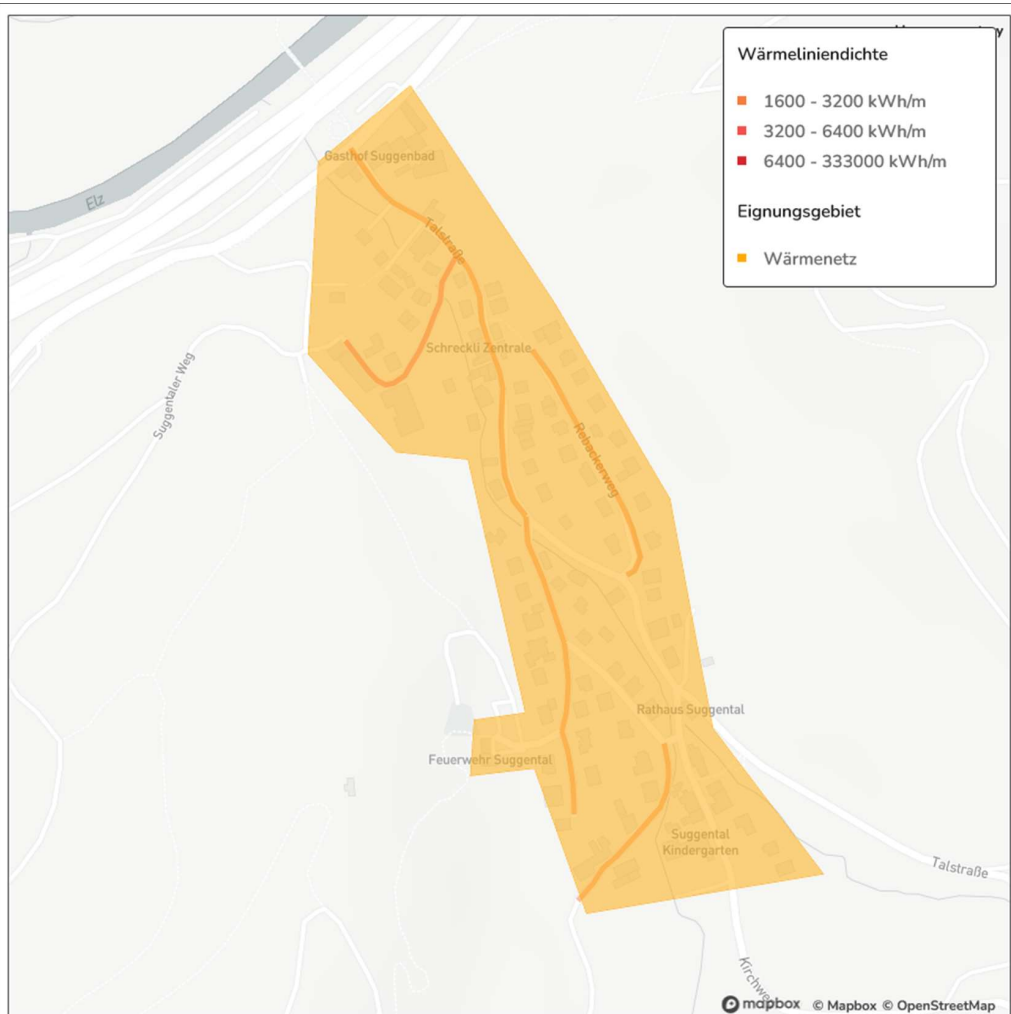 Wärmeliniendichte
1600 - 3200 kWh/m
3200 - 6400 kWh/m
6400 - 333000 kWh/m
Eignungsgebiet
Wärmenetz
Elz
Gasthof Suggenbad
Talstraße
Suggentaler Weg
Schreckli Zentrale
Rebackerweg
Rathaus Suggental
Feuerwehr Suggental
Suggental
Kindergarten
Talstraße
mapbox © Mapbox © OpenStreetMap